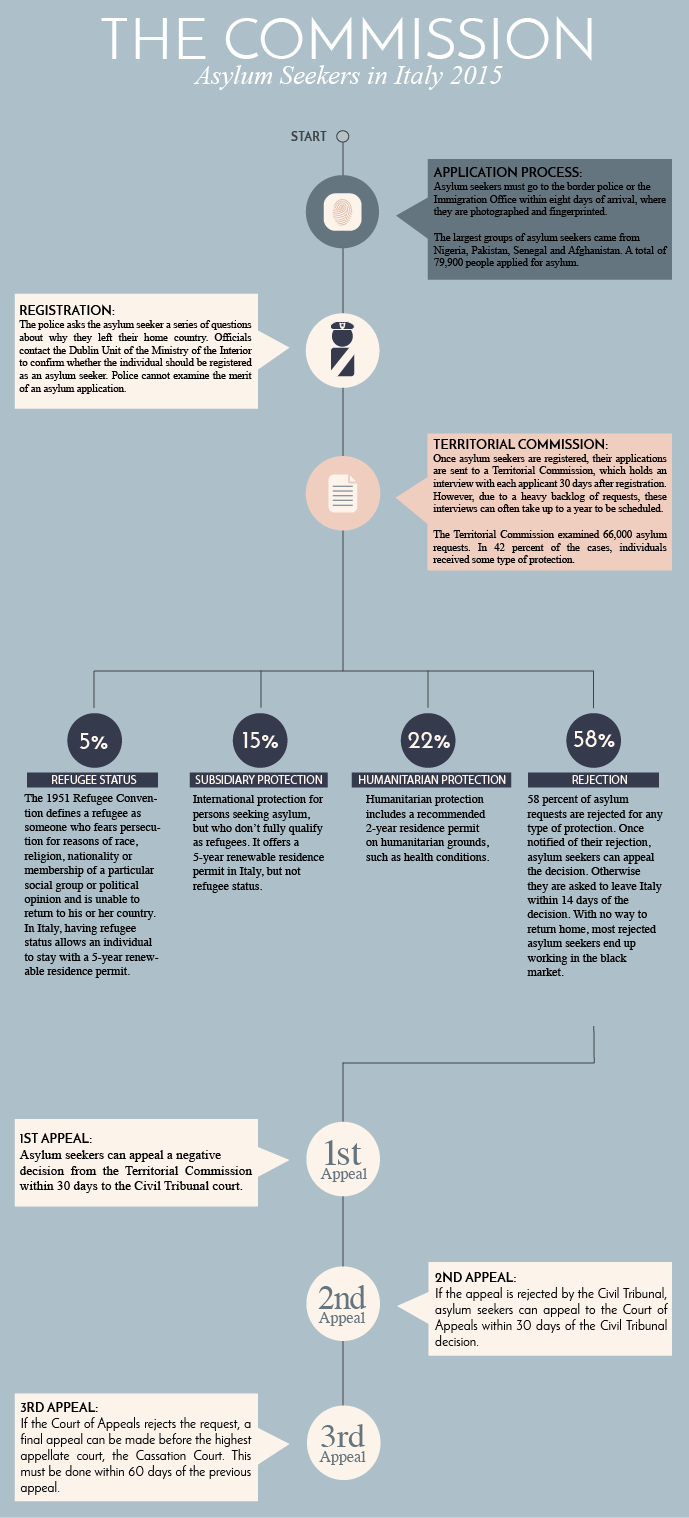 THE COMMISSION
Asylum Seekers in Italy 2015
START
APPLICATION PROCESS:
Asylum seekers must go to the border police or the
Immigration Office within eight days of arrival, where
they are photographed and fingerprinted.
The largest groups of asylum seekers came from
Nigeria, Pakistan, Senegal and Afghanistan. A total of
79,900 people applied for asylum.
REGISTRATION:
The police asks the asylum seeker a series of questions
about why they left their home country. Officials
contact the Dublin Unit of the Ministry of the Interior
to confirm whether the individual should be registered
as an asylum seeker. Police cannot examine the merit
of an asylum application.
TERRITORIAL COMMISSION:
Once asylum seekers are registered, their applications
are sent to a Territorial Commission, which holds an
interview with each applicant 30 days after registration.
However, due to a heavy backlog of requests, these
interviews can often take up to a year to be scheduled.
The Territorial Commission examined 66,000 asylum
requests. In 42 percent of the cases, individuals
received some type of protection.
5%
REFUGEE STATUS
The 1951 Refugee Conven-
tion defines a refugee as
someone who fears persecu-
tion for reasons of race,
religion, nationality or
membership of a particular
social group or political
opinion and is unable to
return to his or her country.
In Italy, having refugee
status allows an individual
to stay with a 5-year renew-
able residence permit.
15%
SUBSIDIARY PROTECTION
International protection for
persons seeking asylum,
but who don't fully qualify
as refugees. It offers a
5-year renewable residence
permit in Italy, but not
refugee status.
22%
HUMANITARIAN PROTECTION
Humanitarian protection
includes a recommended
2-year residence permit
on humanitarian grounds,
such as health conditions.
58%
REJECTION
58 percent of asylum
requests are rejected for any
type of protection. Once
notified of their rejection,
asylum seekers can appeal
the decision. Otherwise
they are asked to leave Italy
within 14 days of the
decision. With no way to
return home, most rejected
asylum seekers end up
working in the black
market.
1ST APPEAL:
Asylum seekers can appeal a negative
decision from the Territorial Commission
within 30 days to the Civil Tribunal court.
1st
Appeal
2nd
Appeal
2ND APPEAL:
If the appeal is rejected by the Civil Tribunal,
asylum seekers can appeal to the Court of
Appeals within 30 days of the Civil Tribunal
decision.
3RD APPEAL:
If the Court of Appeals rejects the request, a
final appeal can be made before the highest
appellate court, the Cassation Court. This
must be done within 60 days of the previous
appeal.
3rd
Appeal